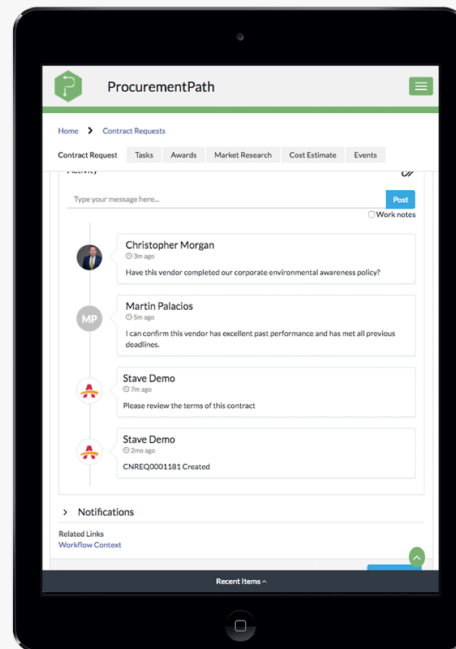 ProcurementPath
Home > Contract Requests
Contract Request Tasks Awards Market Research Cost Estimate Events
Activity
Type your message here...
Post
Work notes
Christopher Morgan
3m ago
Have this vendor completed our corporate environmental awareness policy?
MP
Martin Palacios
5m ago
I can confirm this vendor has excellent past performance and has met all previous
deadlines.
Stave Demo
7m ago
Please review the terms of this contract
Stave Demo
2mo ago
CNREQ0001181 Created
> Notifications
Related Links
Workflow Context
Recent Items